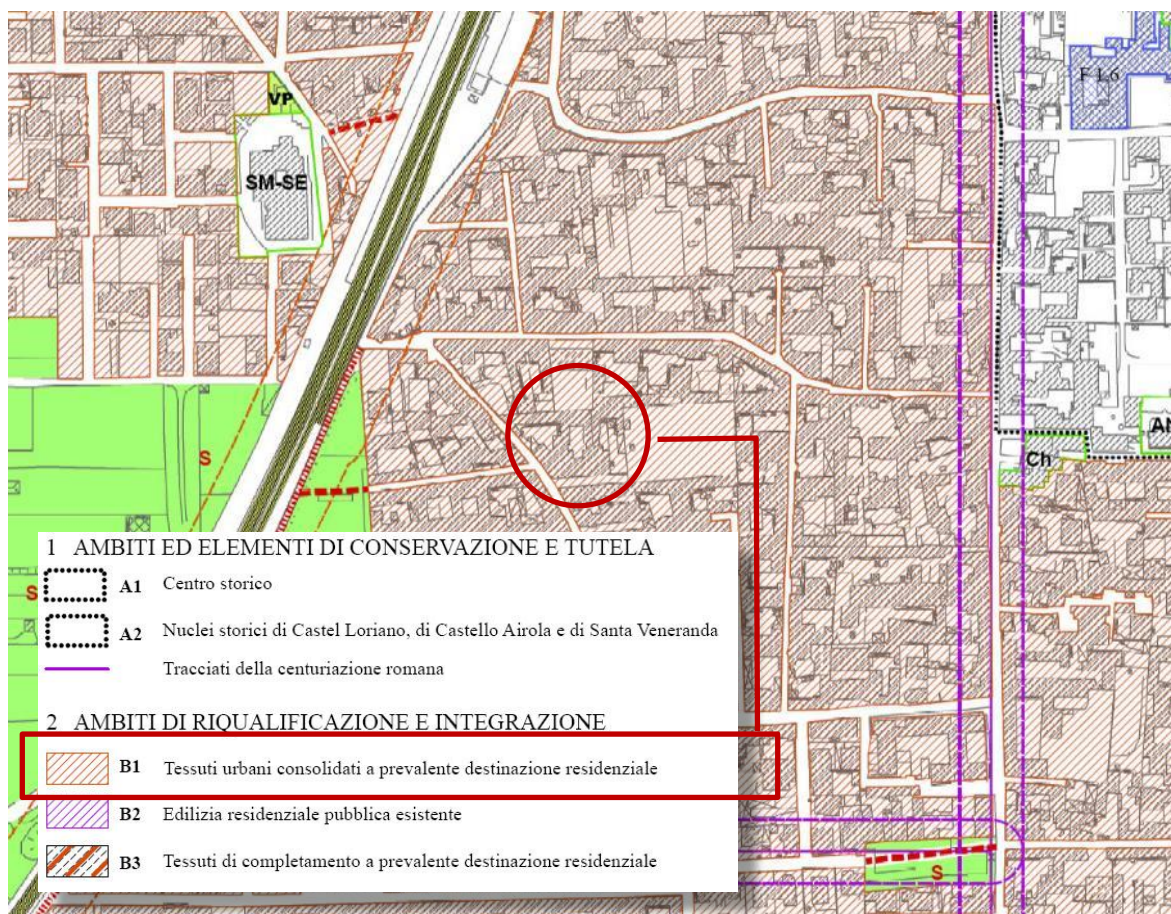 F L6
VP
SM-SE
AN
Ch
S
S
1 AMBITI ED ELEMENTI DI CONSERVAZIONE E TUTELA
A1 Centro storico
A2 Nuclei storici di Castel Loriano, di Castello Airola e di Santa Veneranda
Tracciati della centuriazione romana
2 AMBITI DI RIQUALIFICAZIONE E INTEGRAZIONE
B1 Tessuti urbani consolidati a prevalente destinazione residenziale
B2 Edilizia residenziale pubblica esistente
B3 Tessuti di completamento a prevalente destinazione residenziale
S